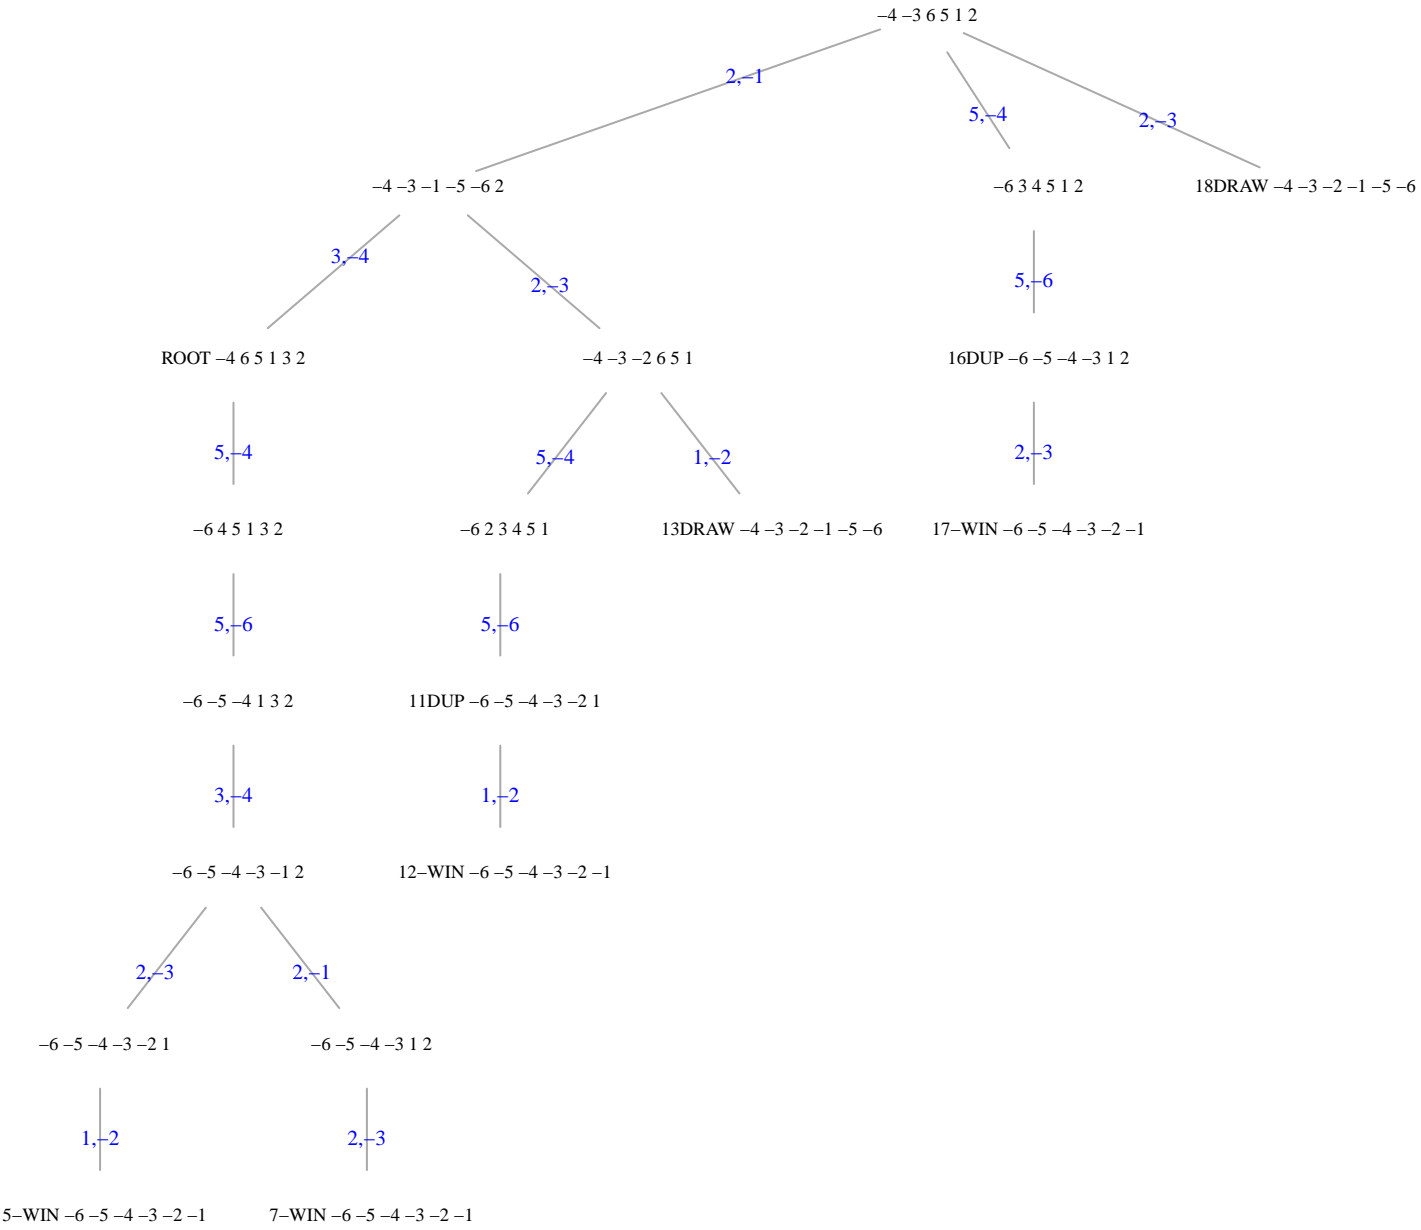 −4 −3 6 5 1 2
2,−1
5,−4
2,−3
−4 −3 −1 −5 −6 2
−6 3 4 5 1 2
18DRAW −4 −3 −2 −1 −5 −6
3,−4
2,−3
5,−6
ROOT −4 6 5 1 3 2
−4 −3 −2 6 5 1
16DUP −6 −5 −4 −3 1 2
5,−4
5,−4
1,−2
2,−3
−6 4 5 1 3 2
−6 2 3 4 5 1
13DRAW −4 −3 −2 −1 −5 −6
17−WIN −6 −5 −4 −3 −2 −1
5,−6
5,−6
−6 −5 −4 1 3 2
11DUP −6 −5 −4 −3 −2 1
3,−4
1,−2
−6 −5 −4 −3 −1 2
12−WIN −6 −5 −4 −3 −2 −1
2,−3
2,−1
−6 −5 −4 −3 −2 1
−6 −5 −4 −3 1 2
1,−2
2,−3
5−WIN −6 −5 −4 −3 −2 −1
7−WIN −6 −5 −4 −3 −2 −1